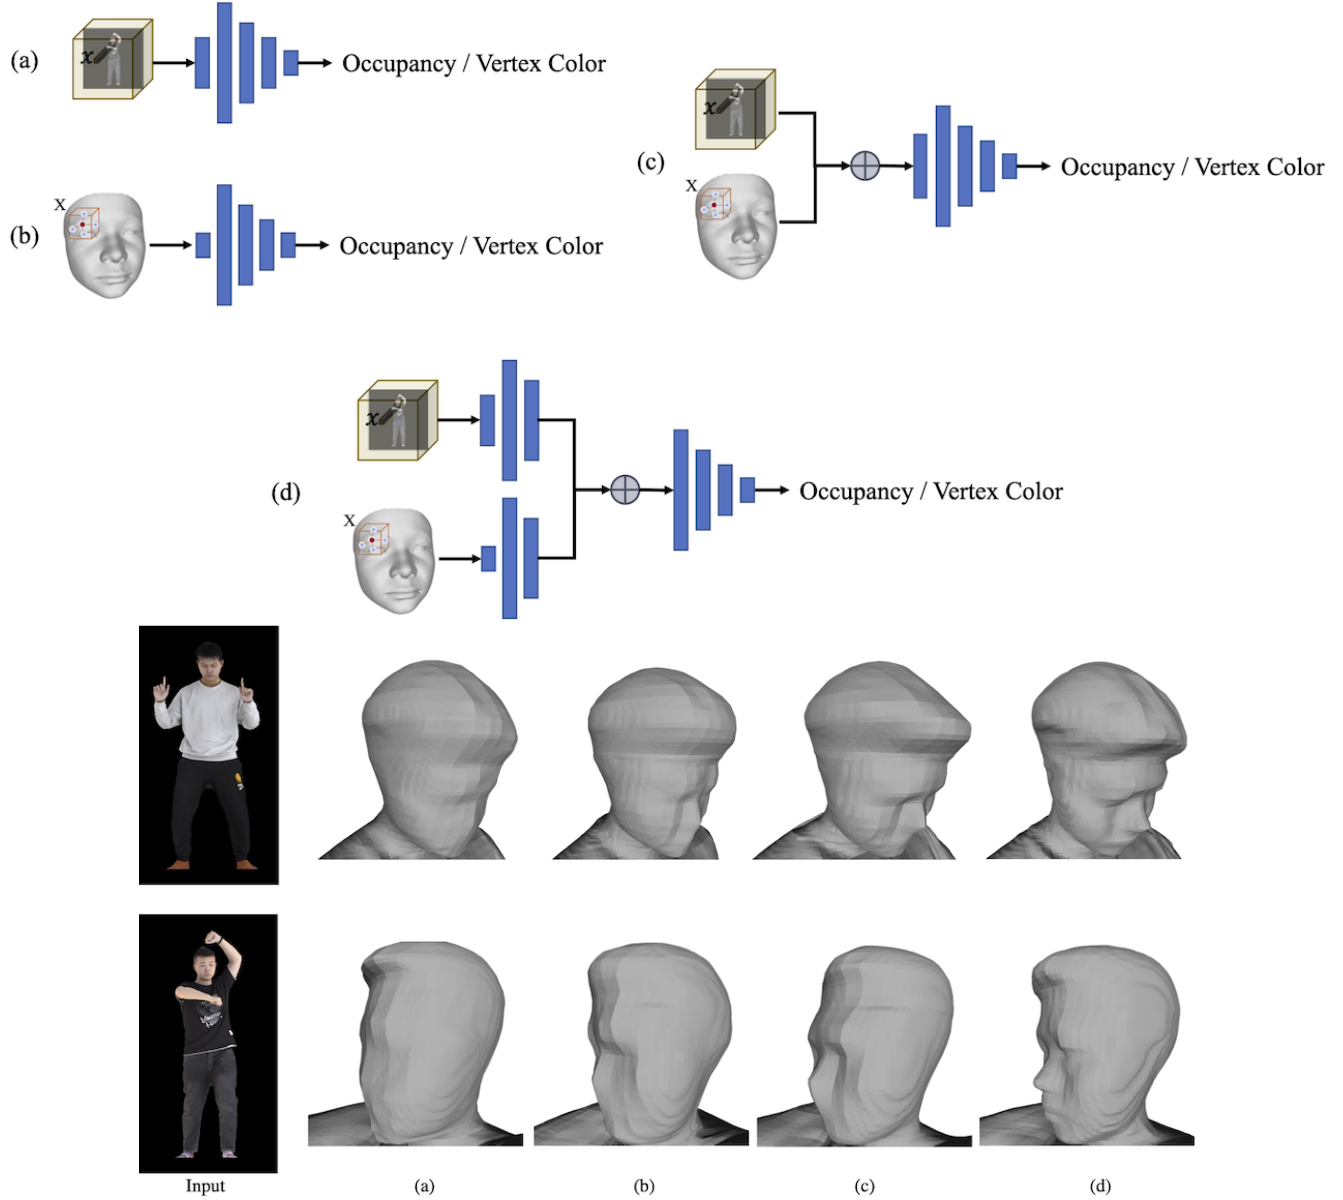 (a)
x
Occupancy / Vertex Color
(b)
X
Occupancy / Vertex Color
(c)
x
X
Occupancy / Vertex Color
(d)
x
X
Occupancy / Vertex Color
Input
(a)
(b)
(c)
(d)